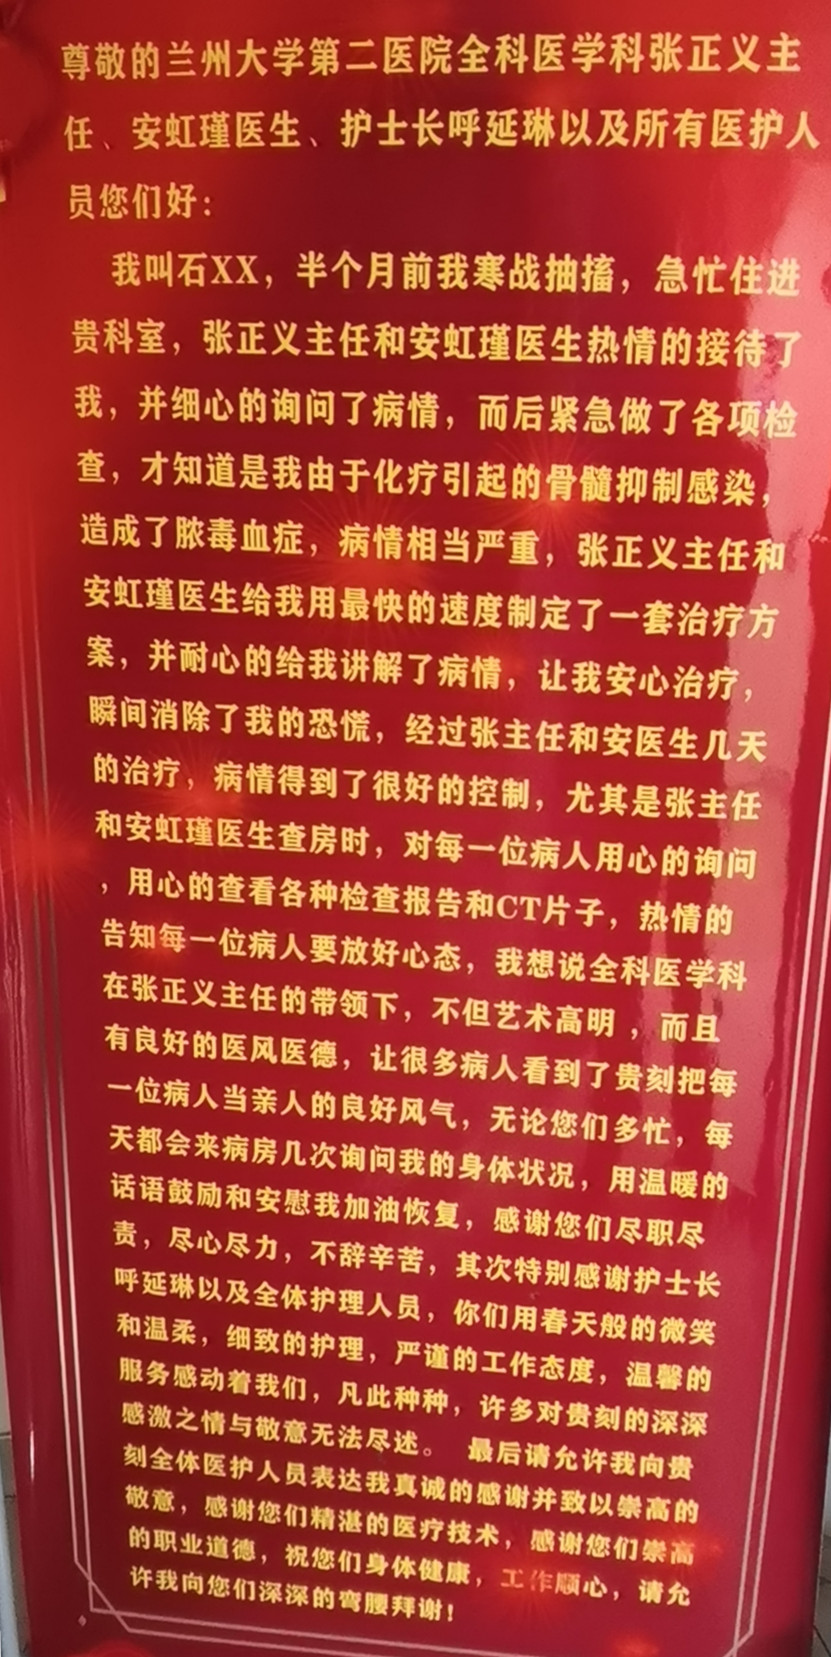 尊敬的兰州大学第二医院全科医学科张正义主
任、安虹瑾医生、护士长呼延琳以及所有医护人
员您们好：
我叫石XX，半个月前我寒战抽搐，急忙住进
贵科室，张正义主任和安虹瑾医生热情的接待了
我，并细心的询问了病情，而后紧急做了各项检
查，才知道是我由于化疗引起的骨髓抑制感染，
造成了脓毒血症，病情相当严重，张正义主任和
安虹瑾医生给我用最快的速度制定了一套治疗方
案，并耐心的给我讲解了病情，让我安心治疗，
瞬间消除了我的恐慌，经过张主任和安医生几天
的治疗，病情得到了很好的控制，尤其是张主任
和安虹瑾医生查房时，对每一位病人用心的询问
，用心的查看各种检查报告和CT片子，热情的
告知每一位病人要放好心态，我想说全科医学科
在张正义主任的带领下，不但艺术高明，而且
有良好的医风医德，让很多病人看到了贵刻把每
一位病人当亲人的良好风气，无论您们多忙，每
天都会来病房几次询问我的身体状况，用温暖的
话语鼓励和安慰我加油恢复，感谢您们尽职尽
责，尽心尽力，不辞辛苦，其次特别感谢护士长
呼延琳以及全体护理人员，你们用春天般的微笑
和温柔，细致的护理，严谨的工作态度，温馨的
服务感动着我们，凡此种种，许多对贵刻的深深
感激之情与敬意无法尽述。 最后请允许我向贵
刻全体医护人员表达我真诚的感谢并致以崇高的
敬意，感谢您们精湛的医疗技术，感谢您们崇高
的职业道德，祝您们身体健康，工作顺心，请允
许我向您们深深的弯腰拜谢！